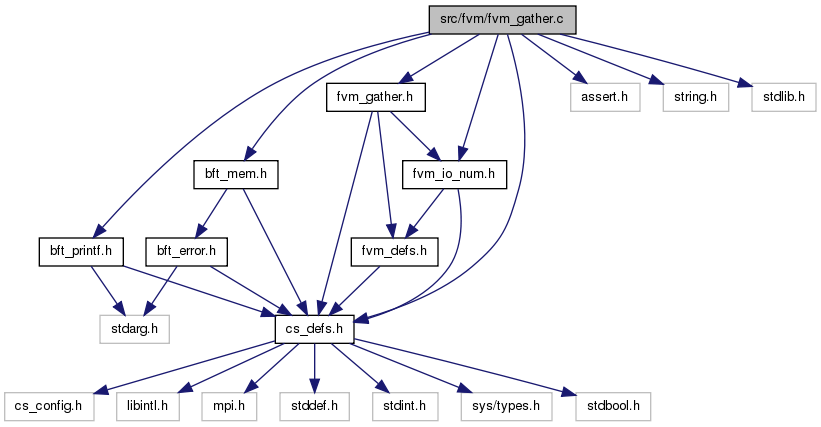 src/fvm/fvm_gather.c
fvm_gather.h
assert.h
string.h
stdlib.h
bft_mem.h
fvm_io_num.h
bft_printf.h
bft_error.h
fvm_defs.h
stdarg.h
cs_defs.h
cs_config.h
libintl.h
mpi.h
stddef.h
stdint.h
sys/types.h
stdbool.h